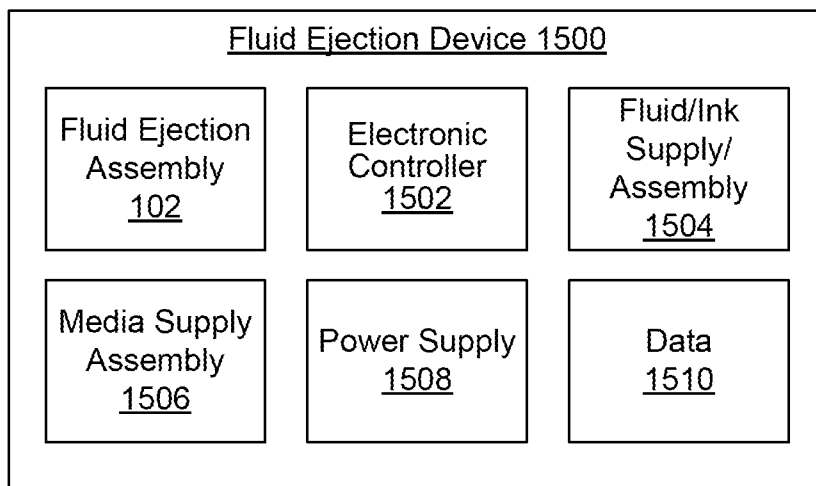 Fluid Ejection Device 1500
Fluid Ejection
Assembly
102
Electronic
Controller
1502
Fluid/Ink
Supply/
Assembly
1504
Media Supply
Assembly
1506
Power Supply
1508
Data
1510